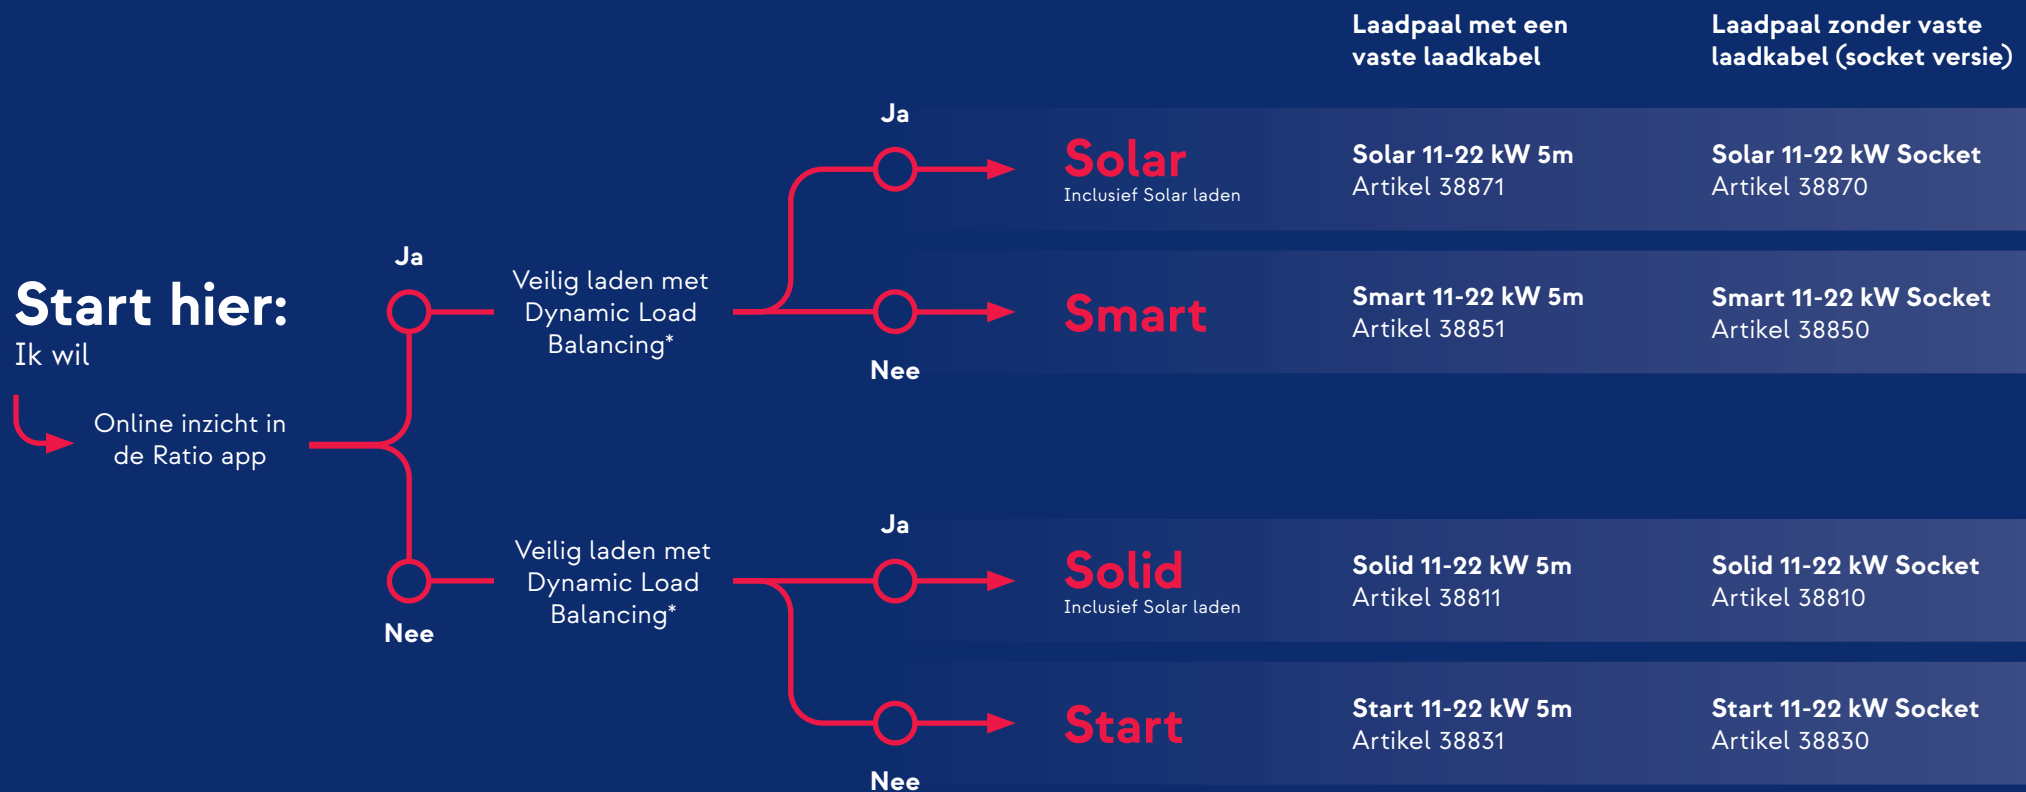 Laadpaal met een
vaste laadkabel
Laadpaal zonder vaste
laadkabel (socket versie)
Start hier:
Ik wil
Online inzicht in
de Ratio app
Ja
Veilig laden met
Dynamic Load
Balancing*
Ja
Solar
Inclusief Solar laden
Solar 11-22 kW 5m
Artikel 38871
Solar 11-22 kW Socket
Artikel 38870
Nee
Smart
Smart 11-22 kW 5m
Artikel 38851
Smart 11-22 kW Socket
Artikel 38850
Nee
Veilig laden met
Dynamic Load
Balancing*
Ja
Solid
Inclusief Solar laden
Solid 11-22 kW 5m
Artikel 38811
Solid 11-22 kW Socket
Artikel 38810
Nee
Start
Start 11-22 kW 5m
Artikel 38831
Start 11-22 kW Socket
Artikel 38830